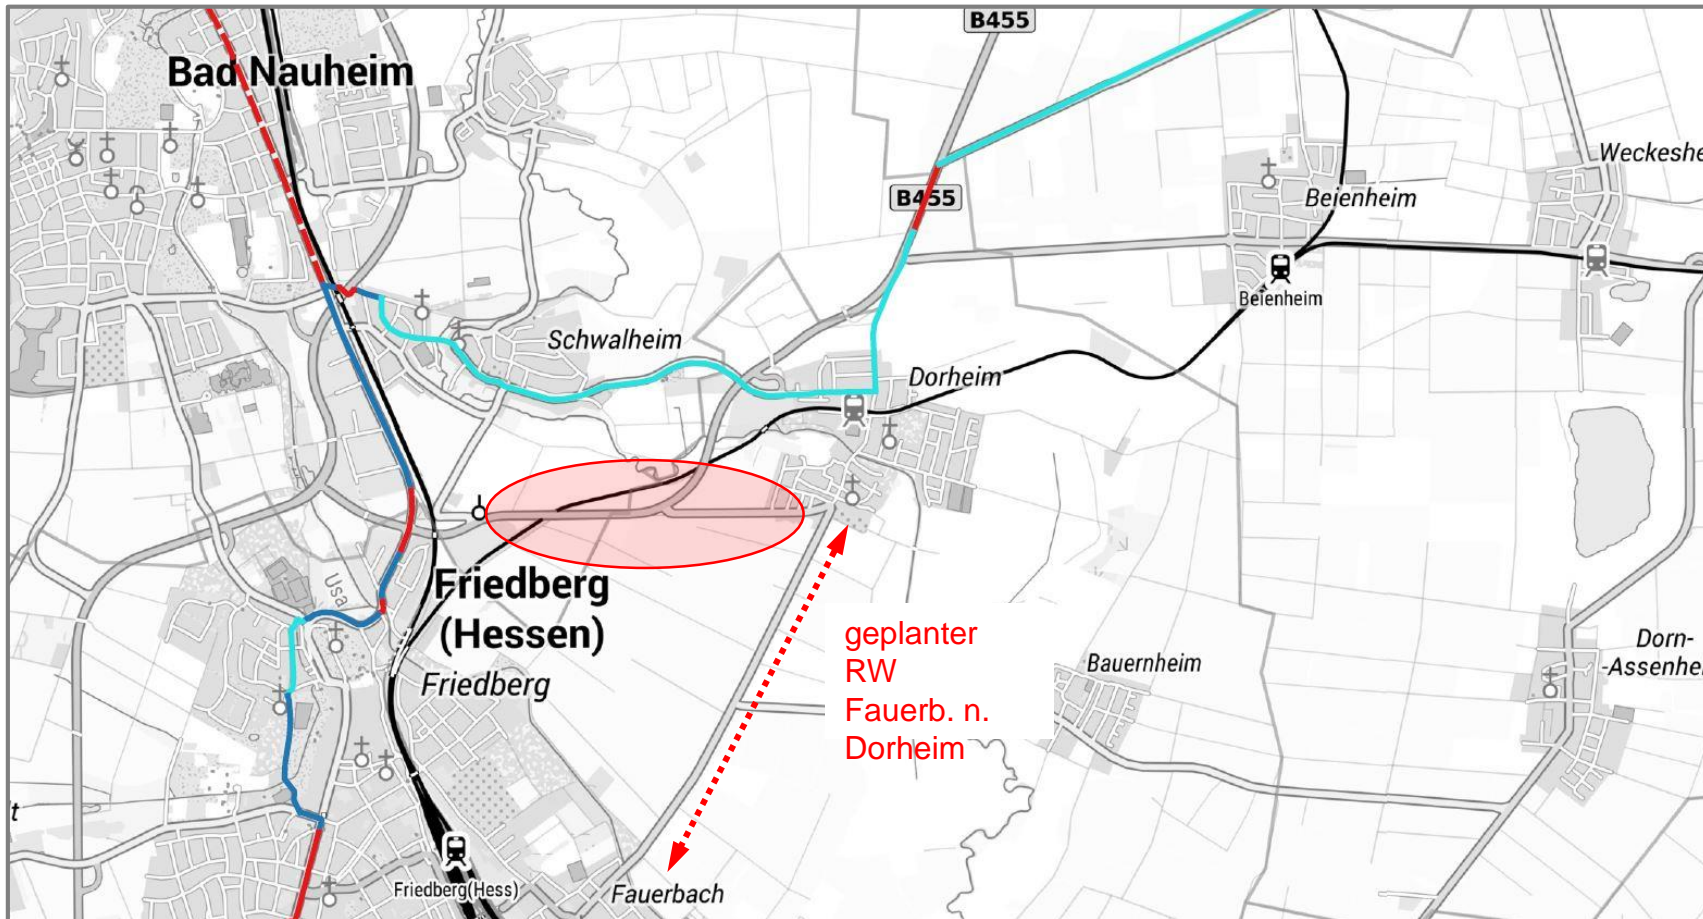 B455
Bad Nauheim
Weckeshe
B455
Beienheim
Beienheim
Schwalheim
Dorheim
Usa
Friedberg
(Hessen)
Friedberg
geplanter
RW
Fauerb. n.
Dorheim
Bauernheim
Dorn-
-Assenhei
t
Friedberg(Hess)
Fauerbach